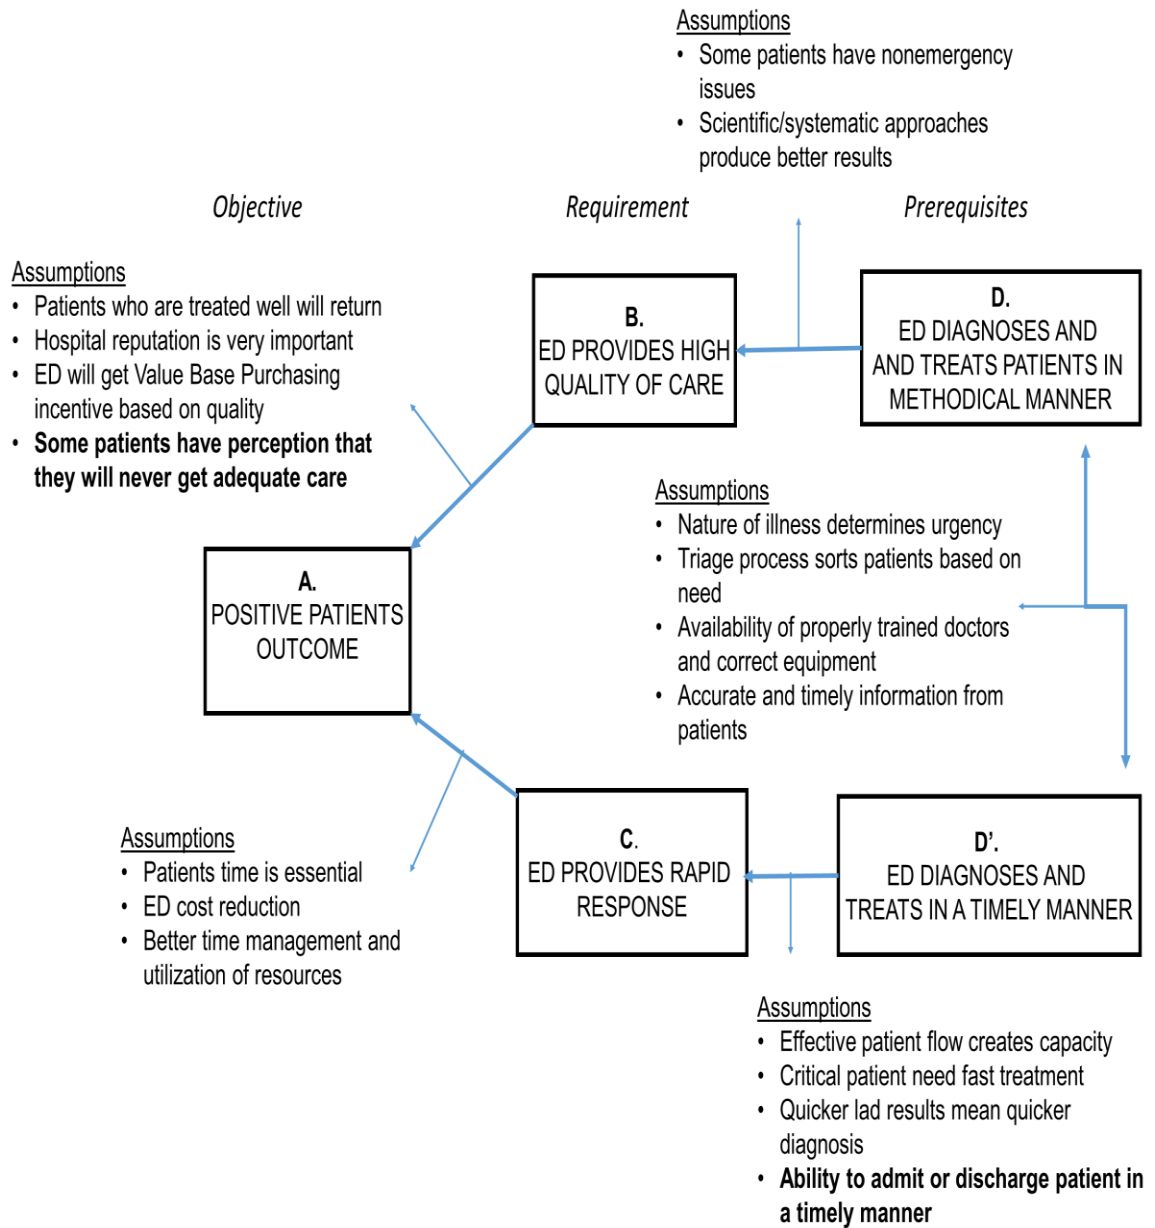 Assumptions
• Some patients have nonemergency
issues
• Scientific/systematic approaches
produce better results
Objective
Requirement
Prerequisites
Assumptions
• Patients who are treated well will return
• Hospital reputation is very important
• ED will get Value Base Purchasing
incentive based on quality
• Some patients have perception that
they will never get adequate care
B.
ED PROVIDES HIGH
QUALITY OF CARE
D.
ED DIAGNOSES AND
AND TREATS PATIENTS IN
METHODICAL MANNER
Assumptions
• Nature of illness determines urgency
• Triage process sorts patients based on
need
• Availability of properly trained doctors
and correct equipment
• Accurate and timely information from
patients
A.
POSITIVE PATIENTS
OUTCOME
Assumptions
• Patients time is essential
• ED cost reduction
• Better time management and
utilization of resources
C.
ED PROVIDES RAPID
RESPONSE
D’.
ED DIAGNOSES AND
TREATS IN A TIMELY MANNER
Assumptions
• Effective patient flow creates capacity
• Critical patient need fast treatment
• Quicker lad results mean quicker
diagnosis
• Ability to admit or discharge patient in
a timely manner